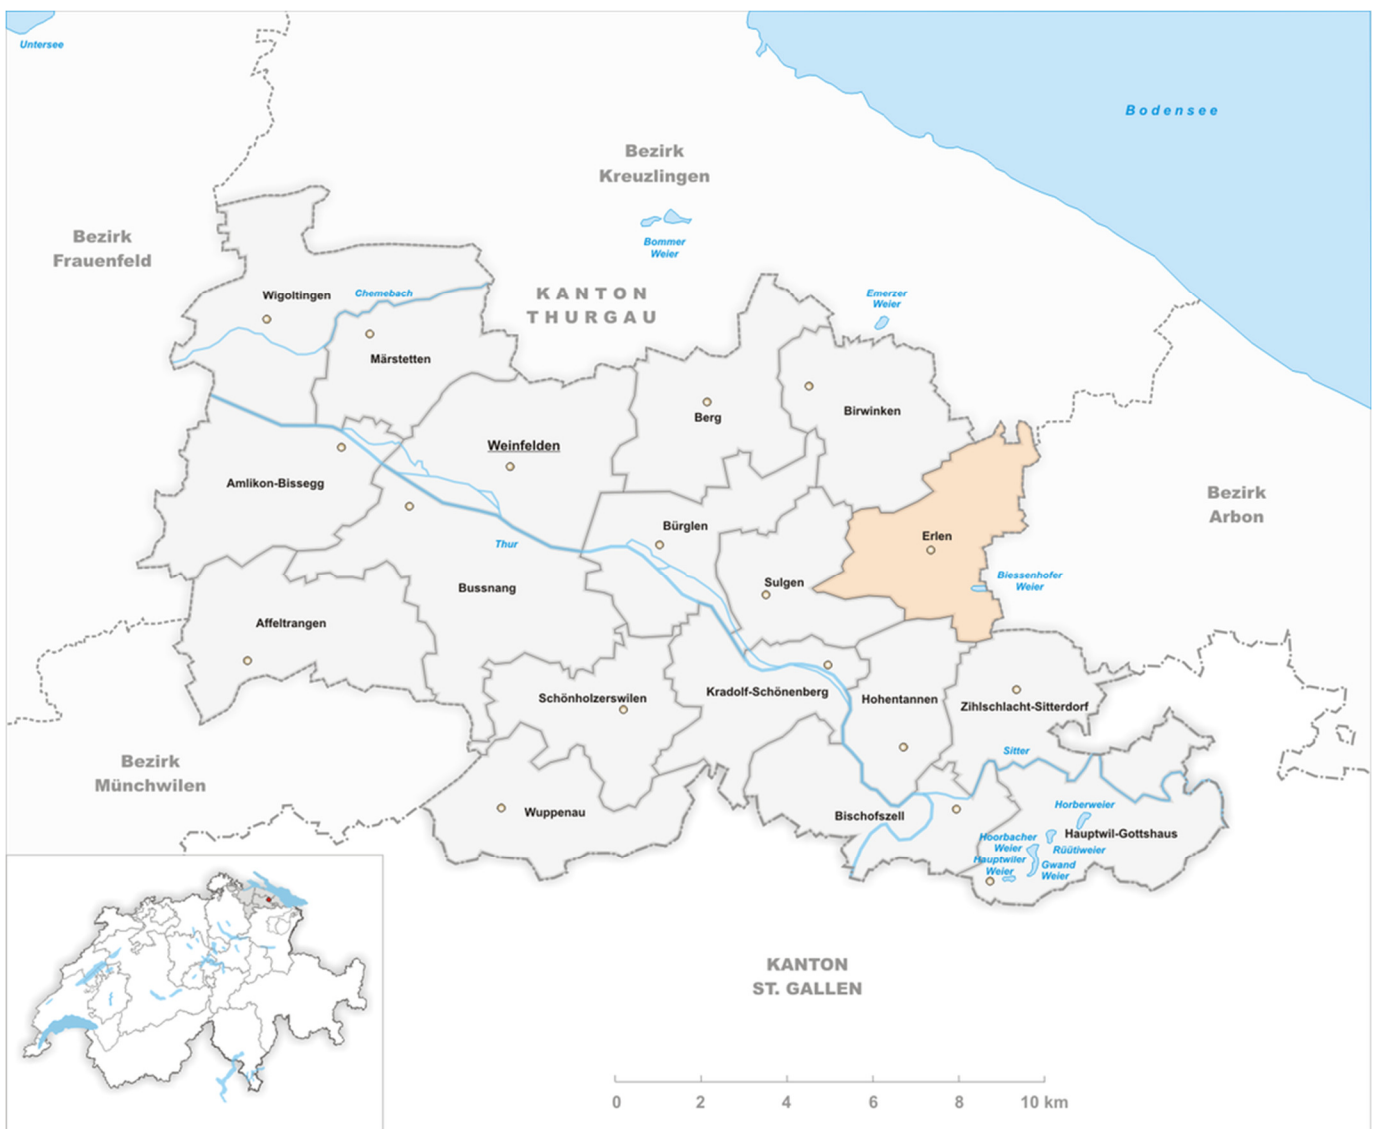 Untersee
Bodensee
Bezirk
Kreuzlingen
Bezirk
Frauenfeld
Bommer
Weier
KANTON
THURGAU
Emerzer
Weier
Wigoltingen
Chemebach
Märstetten
Berg
Birwinken
Weinfelden
Amlikon-Bissegg
Bezirk
Arbon
Bürglen
Erlen
Thur
Biessenhofer
Weier
Sulgen
Bussnang
Affeltrangen
Schönholzerswilen
Kradolf-Schönenberg
Hohentannen
Zihlschlacht-Sitterdorf
Sitter
Bezirk
Münchwilen
Wuppenau
Bischofszell
Horberweier
Hauptwil-Gottshaus
Hoorbacher
Weier
Rüütiweier
Hauptwiler
Weier
Gwand
Weier
KANTON
ST. GALLEN
0 2 4 6 8 10 km